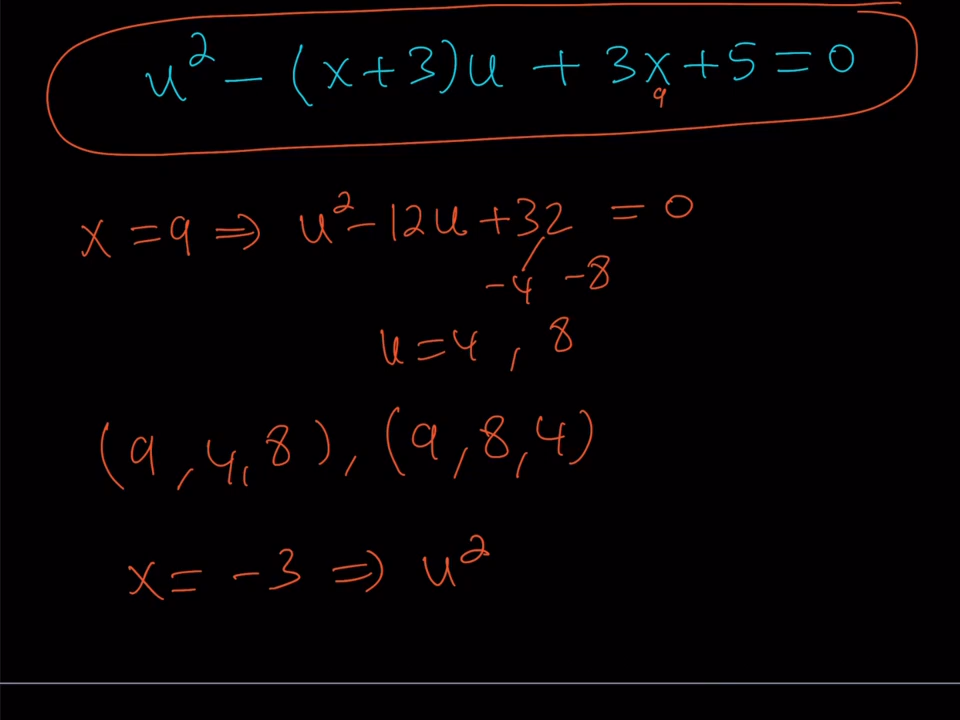 u² - (x+3)u + 3x+5 = 0
9
x = 9 ⇒ u² - 12u + 32 = 0
-4 -8
u = 4 , 8
(9 , 4, 8) , (9 , 8 , 4)
x = -3 ⇒ u²